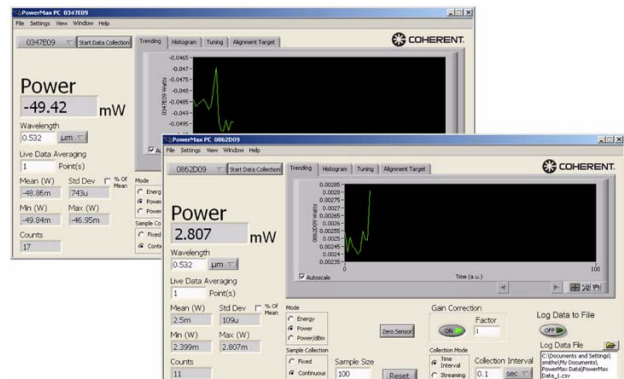 PowerMax PC 0347E09
File Settings View Window Help
0347E09
Start Data Collection
Trending
Histogram
Tuning
Alignment Target
COHERENT.
Power
-49.42
mW
Wavelength
0.532
µm
Live Data Averaging
1
Point(s)
Mean (W)
Std Dev
% Of Mean
-48.86m
743u
Min (W)
Max (W)
-49.84m
-46.95m
Counts
17
0347E09 Watts
-0.0465
-0.047
-0.0475
-0.048
-0.0485
-0.049
-0.0495
Mode
Energ
Power
Power
Sample Co
Fixed
Conti
PowerMax PC 0862D09
File Settings View Window Help
0862D09
Start Data Collection
Trending
Histogram
Tuning
Alignment Target
COHERENT.
Power
2.807
mW
Wavelength
0.532
µm
Live Data Averaging
1
Point(s)
Mean (W)
Std Dev
% Of Mean
2.5m
109u
Min (W)
Max (W)
2.399m
2.807m
Counts
11
0862D09 Watts
0.00285
0.0028
0.00275
0.0027
0.00265
0.0026
0.00255
0.0025
0.00245
0.0024
0.00235
0
Time (a.u.)
100
Autoscale
Mode
Energy
Power
Power/dBm
Zero Sensor
Sample Collection
Fixed
Continuous
Sample Size
100
Reset
Gain Correction
ON
Factor
1
Collection Mode
Time Interval
Streaming
Collection Interval
0.1
sec
Log Data to File
OFF
Log Data File
C:\Documents and Settings\
smithe\My Documents\
PowerMax Data\PowerMax
Data_1.csv